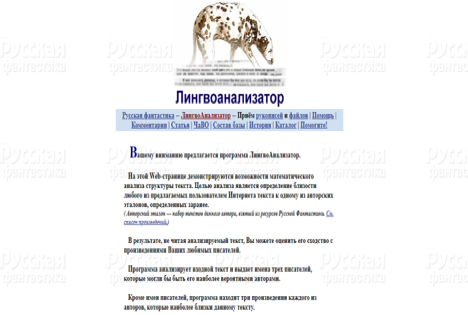 Лингвоанализатор
Русская фантастика -- ЛингвоАнализатор -- Приём рукописей и файлов | Помощь |
Комментарии | Статьи | ЧаВО | Состав базы | История | Каталог | Помогите!
Вашему вниманию предлагается программа ЛингвоАнализатор.
На этой Web-странице демонстрируются возможности математического
анализа структуры текста. Целью анализа является определение близости
любого из предлагаемых пользователем Интернета текста к одному из авторских
эталонов, определенных заранее.
(Авторский эталон — набор текстов данного автора, взятый из ресурсов Русской Фантастики. См.
список произведений.)
В результате, не читая анализируемый текст, Вы можете оценить его сходство с
произведениями Ваших любимых писателей.
Программа анализирует входной текст и выдает имена трех писателей,
которые могли бы быть его наиболее вероятными авторами.
Кроме имен писателей, программа находит три произведения каждого из
авторов, которые наиболее близки данному тексту.
Русская
фантастика